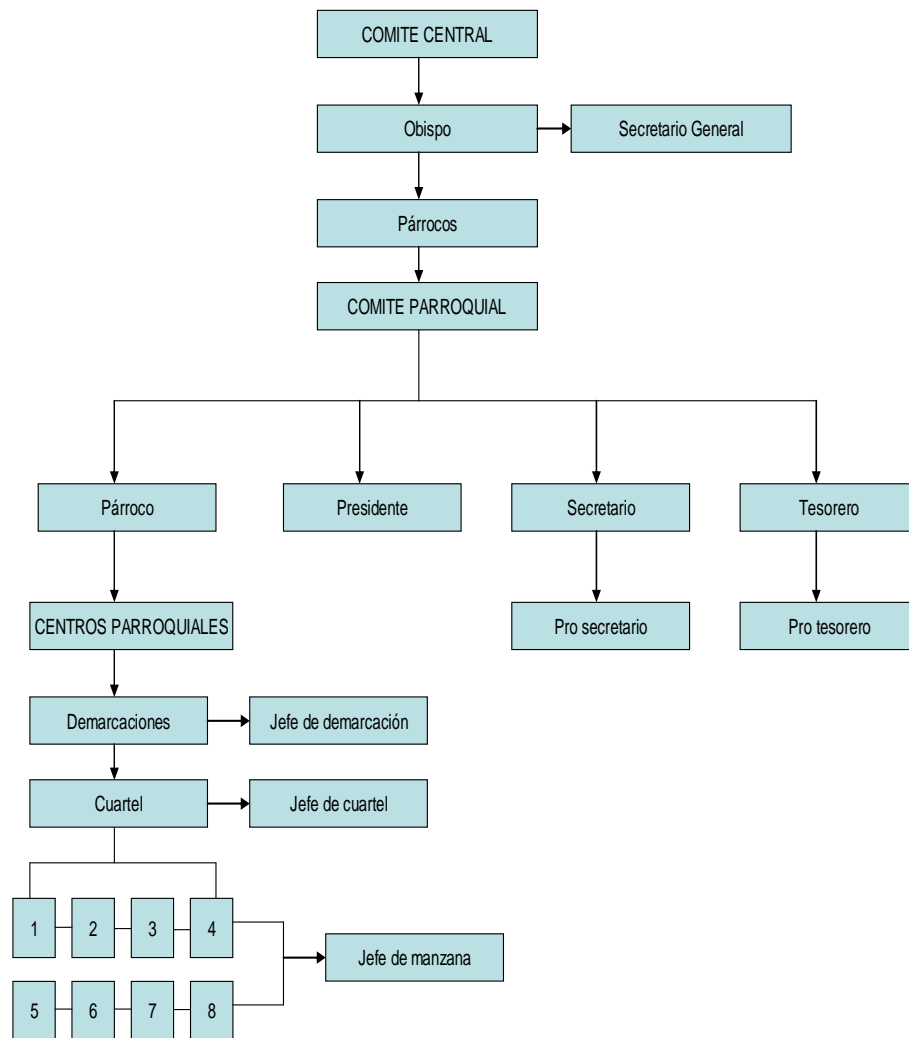 COMITE CENTRAL
Obispo
Secretario General
Párrocos
COMITE PARROQUIAL
Párroco
Presidente
Secretario
Tesorero
CENTROS PARROQUIALES
Pro secretario
Pro tesorero
Demarcaciones
Jefe de demarcación
Cuartel
Jefe de cuartel
1 2 3 4
Jefe de manzana
5 6 7 8